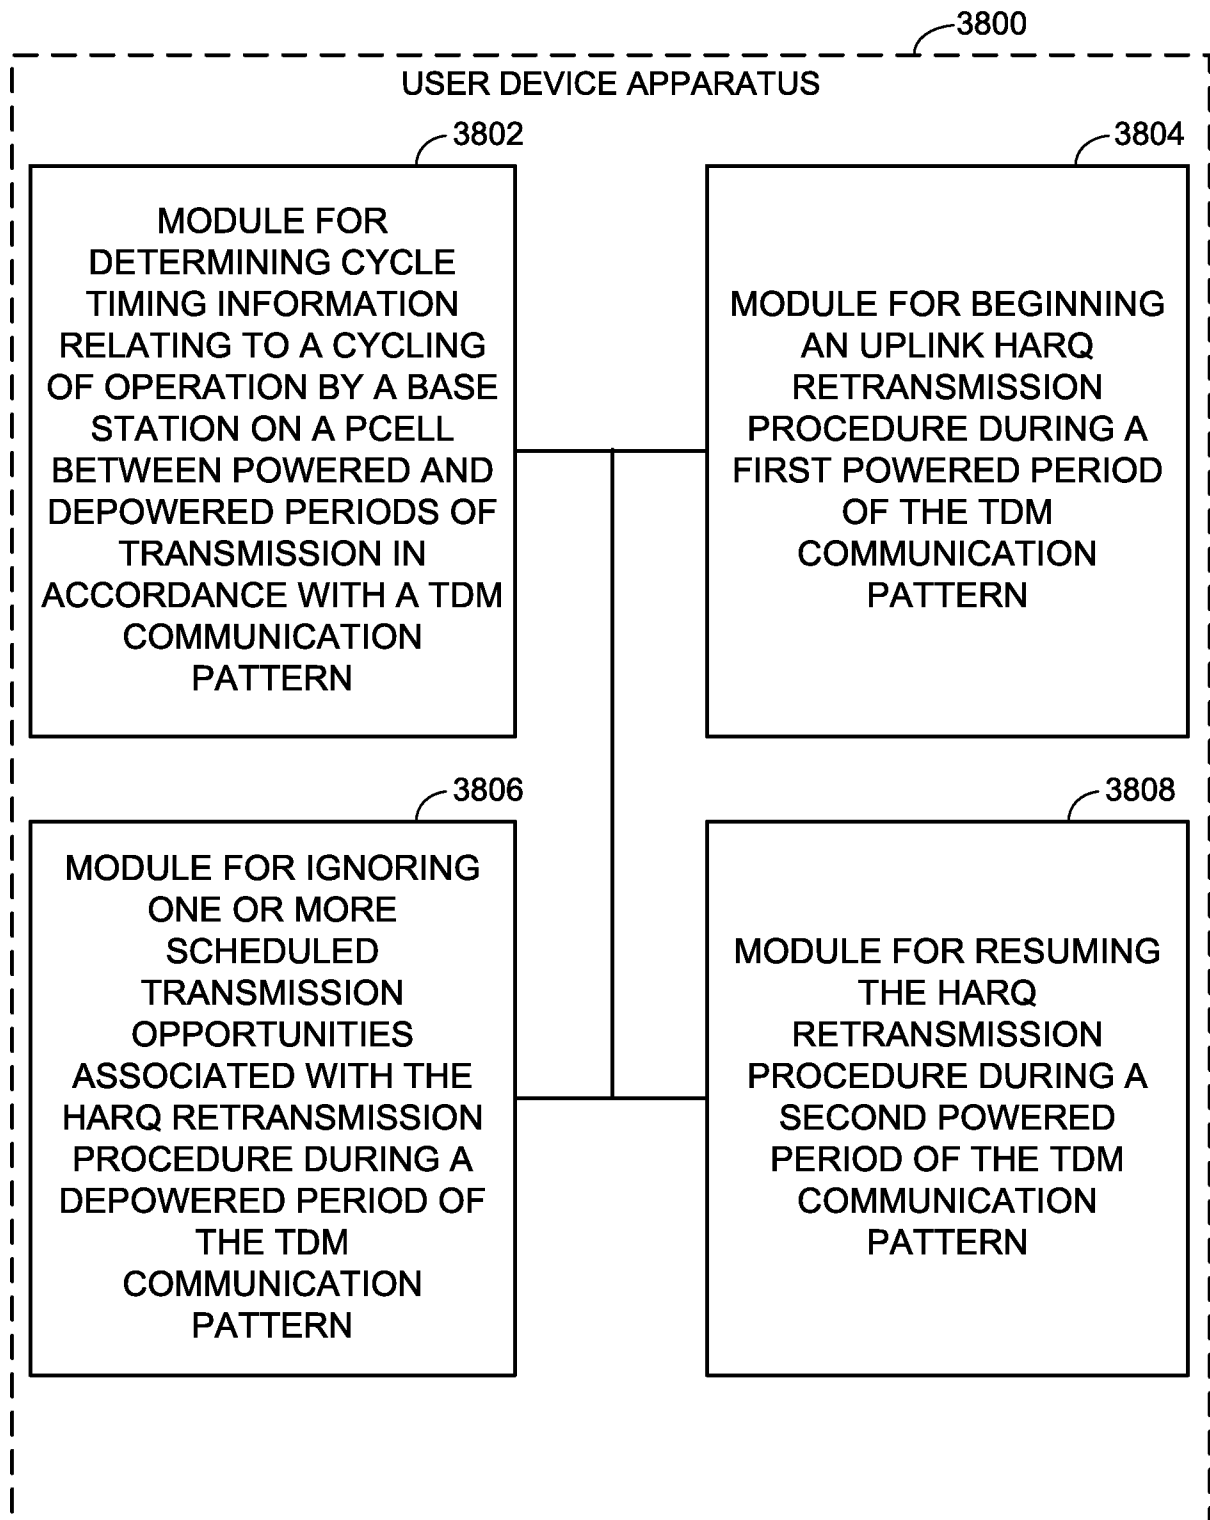 3800
USER DEVICE APPARATUS
3802
MODULE FOR
DETERMINING CYCLE
TIMING INFORMATION
RELATING TO A CYCLING
OF OPERATION BY A BASE
STATION ON A PCELL
BETWEEN POWERED AND
DEPOWERED PERIODS OF
TRANSMISSION IN
ACCORDANCE WITH A TDM
COMMUNICATION
PATTERN
3804
MODULE FOR BEGINNING
AN UPLINK HARQ
RETRANSMISSION
PROCEDURE DURING A
FIRST POWERED PERIOD
OF THE TDM
COMMUNICATION
PATTERN
3806
MODULE FOR IGNORING
ONE OR MORE
SCHEDULED
TRANSMISSION
OPPORTUNITIES
ASSOCIATED WITH THE
HARQ RETRANSMISSION
PROCEDURE DURING A
DEPOWERED PERIOD OF
THE TDM
COMMUNICATION
PATTERN
3808
MODULE FOR RESUMING
THE HARQ
RETRANSMISSION
PROCEDURE DURING A
SECOND POWERED
PERIOD OF THE TDM
COMMUNICATION
PATTERN